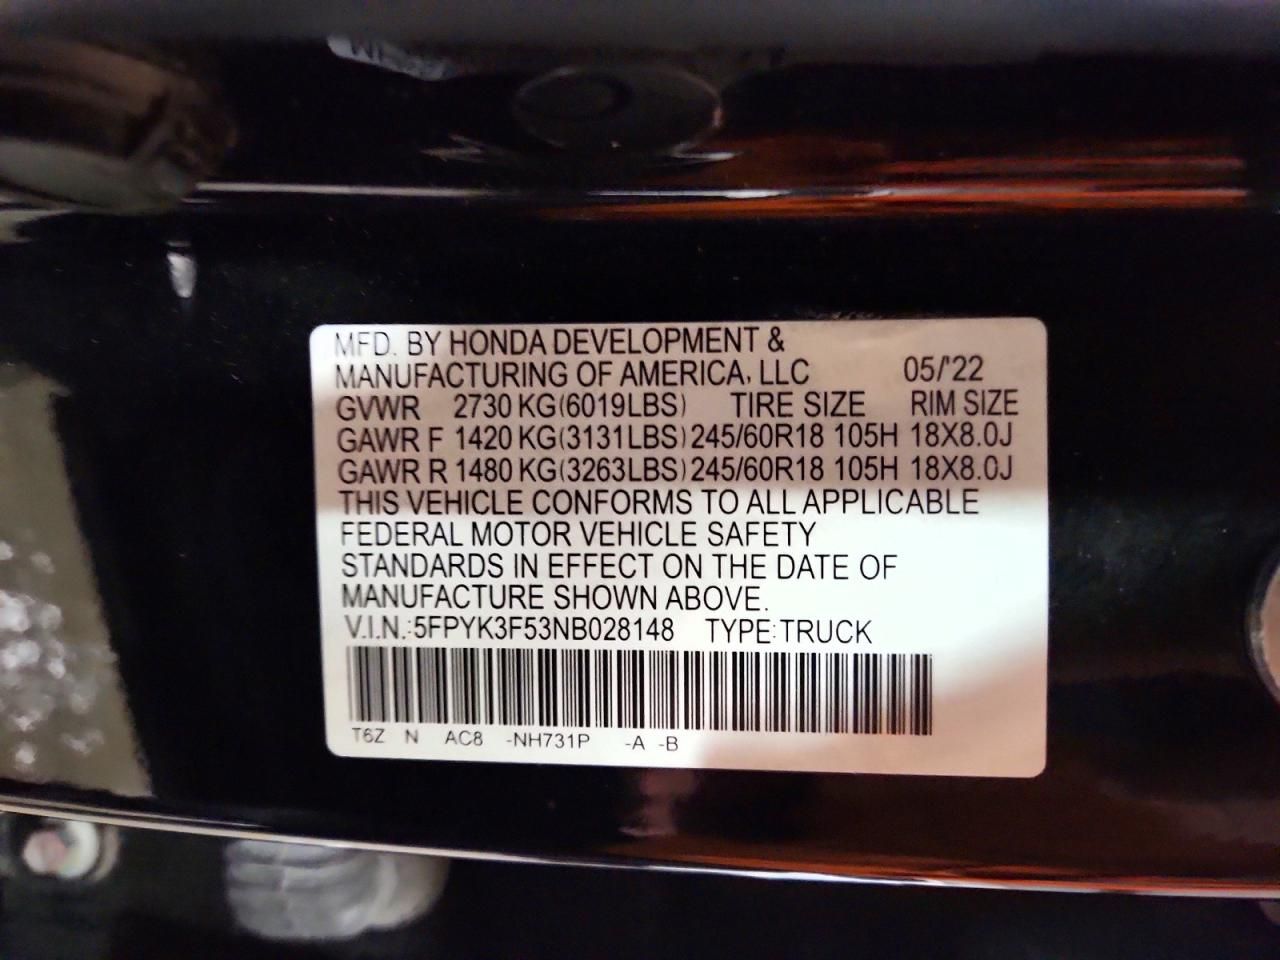 MFD. BY HONDA DEVELOPMENT &
MANUFACTURING OF AMERICA, LLC 05/'22
GVWR 2730 KG(6019LBS) TIRE SIZE RIM SIZE
GAWR F 1420 KG(3131LBS) 245/60R18 105H 18X8.0J
GAWR R 1480 KG(3263LBS) 245/60R18 105H 18X8.0J
THIS VEHICLE CONFORMS TO ALL APPLICABLE
FEDERAL MOTOR VEHICLE SAFETY
STANDARDS IN EFFECT ON THE DATE OF
MANUFACTURE SHOWN ABOVE.
V.I.N.:5FPYK3F53NB028148 TYPE:TRUCK
T6Z N AC8 -NH731P -A -B